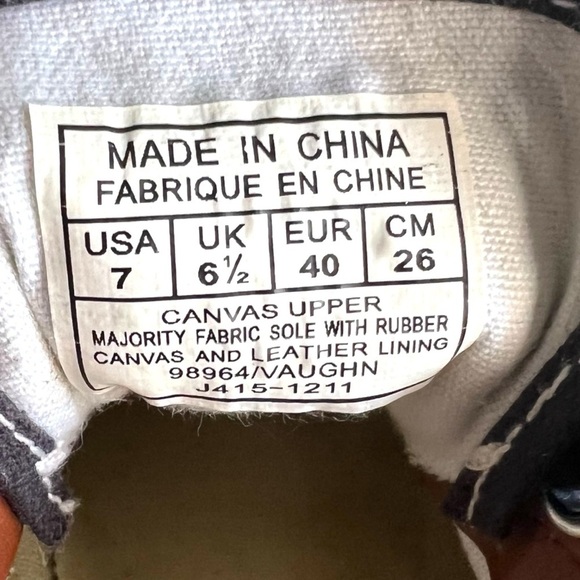 MADE IN CHINA
FABRIQUE EN CHINE
USA UK EUR CM
7 6½ 40 26
CANVAS UPPER
MAJORITY FABRIC SOLE WITH RUBBER
CANVAS AND LEATHER LINING
98964/VAUGHN
J415-1211